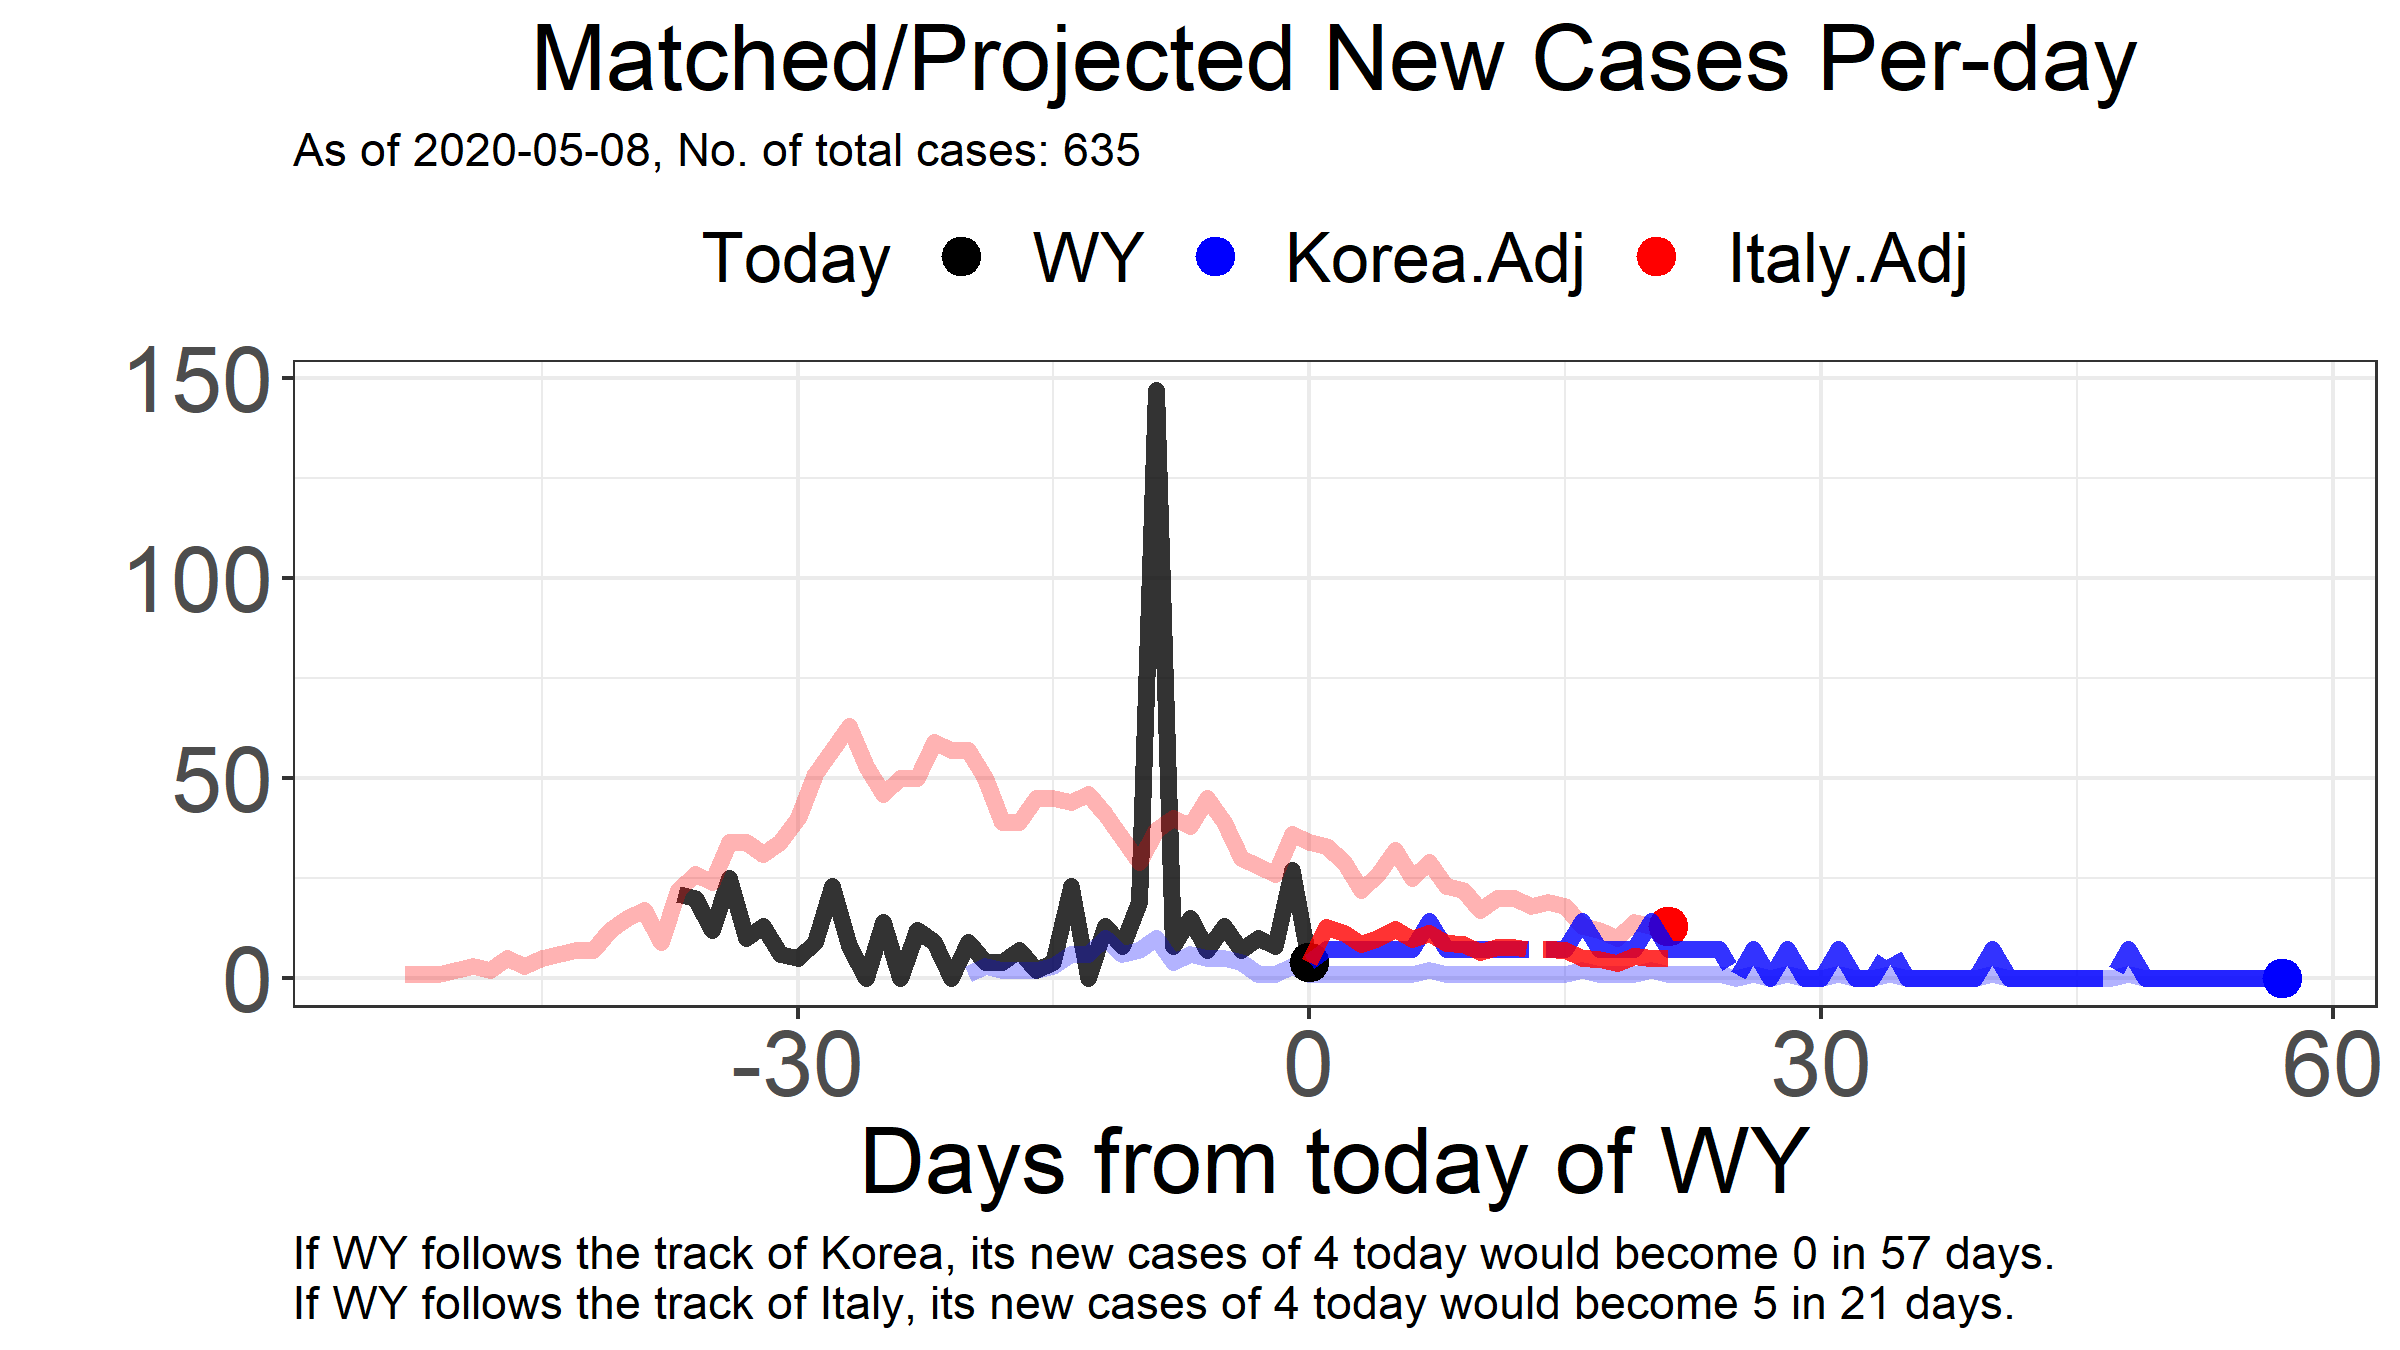 Matched/Projected New Cases Per-day
As of 2020-05-08, No. of total cases: 635
Today WY Korea.Adj Italy.Adj
150
100
50
0
-30 0 30 60
Days from today of WY
If WY follows the track of Korea, its new cases of 4 today would become 0 in 57 days.
If WY follows the track of Italy, its new cases of 4 today would become 5 in 21 days.